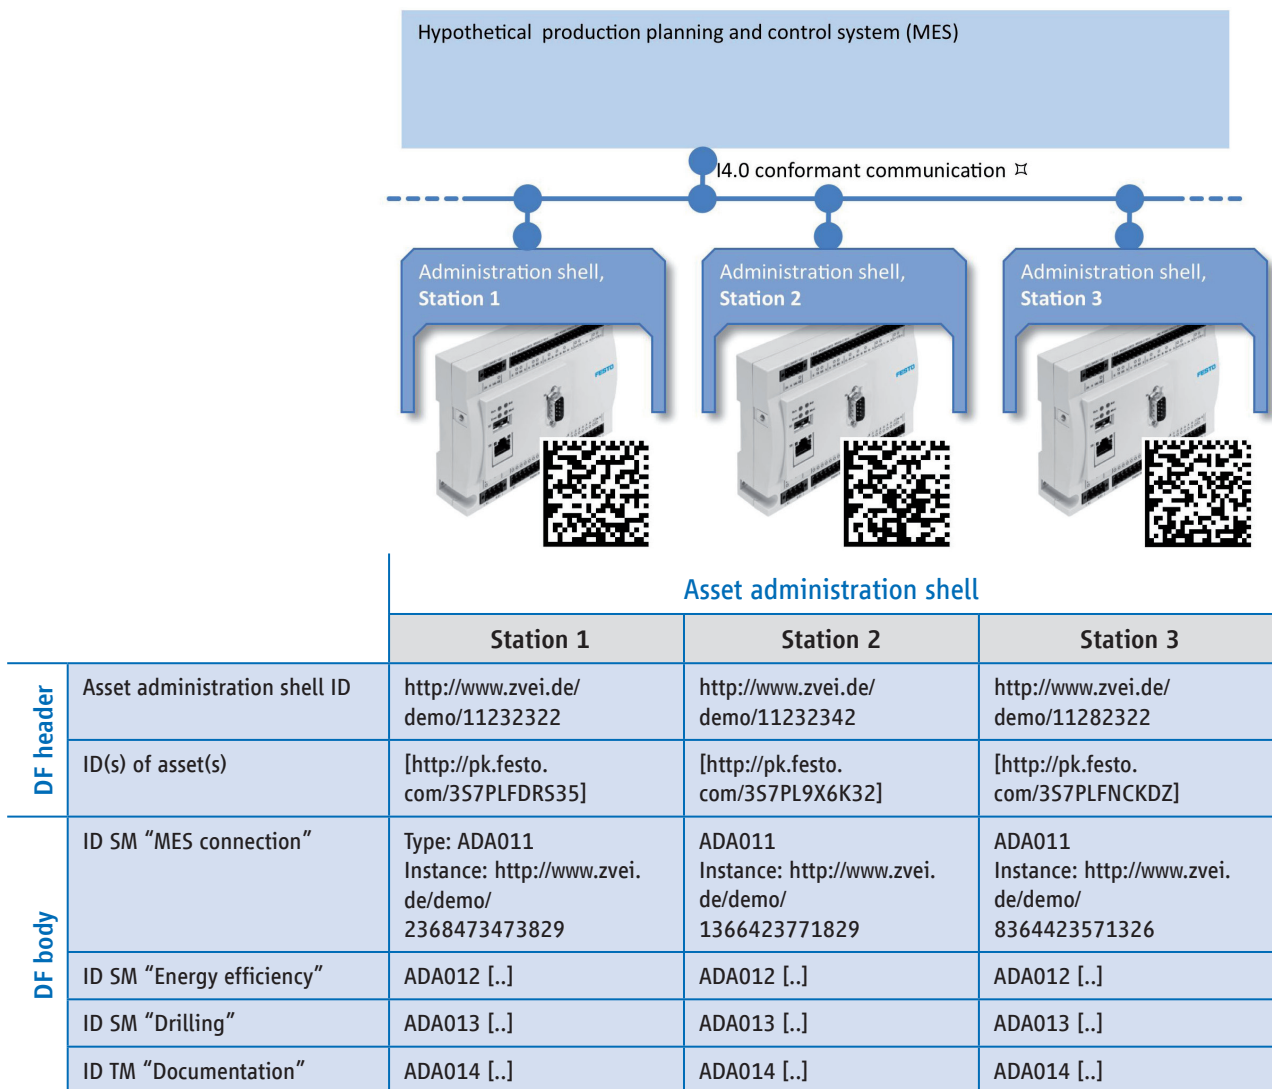 Hypothetical production planning and control system (MES)
I4.0 conformant communication ¤
Administration shell,
Station 1
Administration shell,
Station 2
Administration shell,
Station 3
FESTO
FESTO
FESTO
Asset administration shell
Station 1
Station 2
Station 3
DF header
Asset administration shell ID
http://www.zvei.de/
demo/11232322
http://www.zvei.de/
demo/11232342
http://www.zvei.de/
demo/11282322
ID(s) of asset(s)
[http://pk.festo.
com/3S7PLFDRS35]
[http://pk.festo.
com/3S7PL9X6K32]
[http://pk.festo.
com/3S7PLFNCKDZ]
DF body
ID SM “MES connection”
Type: ADA011
Instance: http://www.zvei.
de/demo/
2368473473829
ADA011
Instance: http://www.zvei.
de/demo/
1366423771829
ADA011
Instance: http://www.zvei.
de/demo/
8364423571326
ID SM “Energy efficiency”
ADA012 [..]
ADA012 [..]
ADA012 [..]
ID SM “Drilling”
ADA013 [..]
ADA013 [..]
ADA013 [..]
ID TM “Documentation”
ADA014 [..]
ADA014 [..]
ADA014 [..]